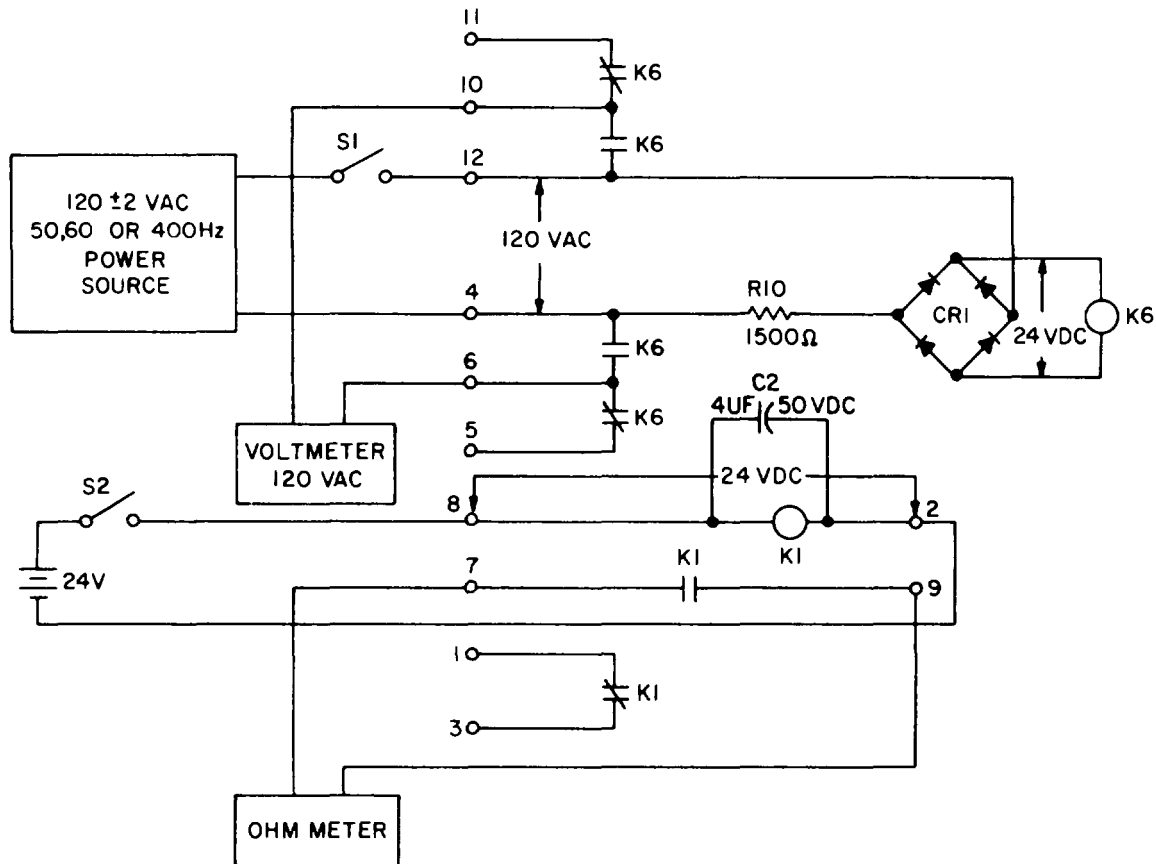 11
K6
10
K6
S1
12
120 ±2 VAC
50,60 OR 400Hz
POWER
SOURCE
120 VAC
4
R10
1500Ω
CR1
24 VDC
K6
K6
6
K6
5
C2
4UF 50 VDC
VOLTMETER
120 VAC
24 VDC
S2
8
2
K1
24V
7
K1
9
1
K1
3
OHM METER